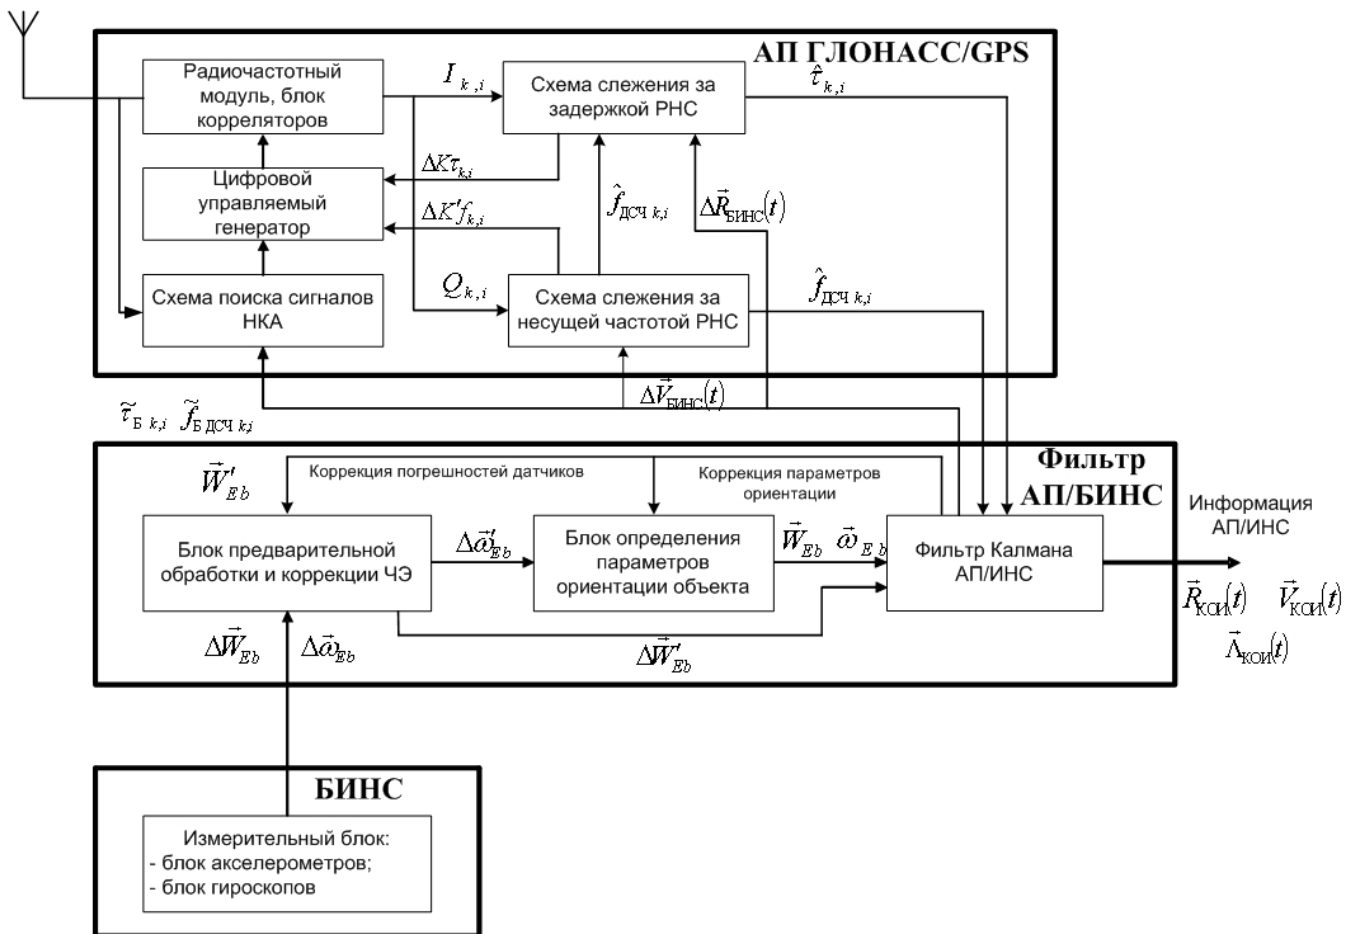 АП ГЛОНАСС/GPS
Радиочастотный
модуль, блок
корреляторов
I k,i
Схема слежения за
задержкой РНС
τ̂ k,i
ΔKτ k,i
Цифровой
управляемый
генератор
ΔK'f k,i
f̂ ДСЧ k,i
ΔR⃗ БИНС(t)
Схема поиска сигналов
НКА
Q k,i
Схема слежения за
несущей частотой РНС
f̂ ДСЧ k,i
ΔV⃗ БИНС(t)
τ̃ Б k,i f̃ Б ДСЧ k,i
Фильтр
АП/БИНС
Коррекция погрешностей датчиков
Коррекция параметров
ориентации
W⃗' Eb
Информация
АП/ИНС
Блок предварительной
обработки и коррекции ЧЭ
Δω⃗' Eb
Блок определения
параметров
ориентации объекта
W⃗ Eb ω⃗ E b
Фильтр Калмана
АП/ИНС
R⃗ КОИ(t) V⃗ КОИ(t)
Λ⃗ КОИ(t)
ΔW⃗ Eb Δω⃗ Eb
ΔW⃗' Eb
БИНС
Измерительный блок:
- блок акселерометров;
- блок гироскопов